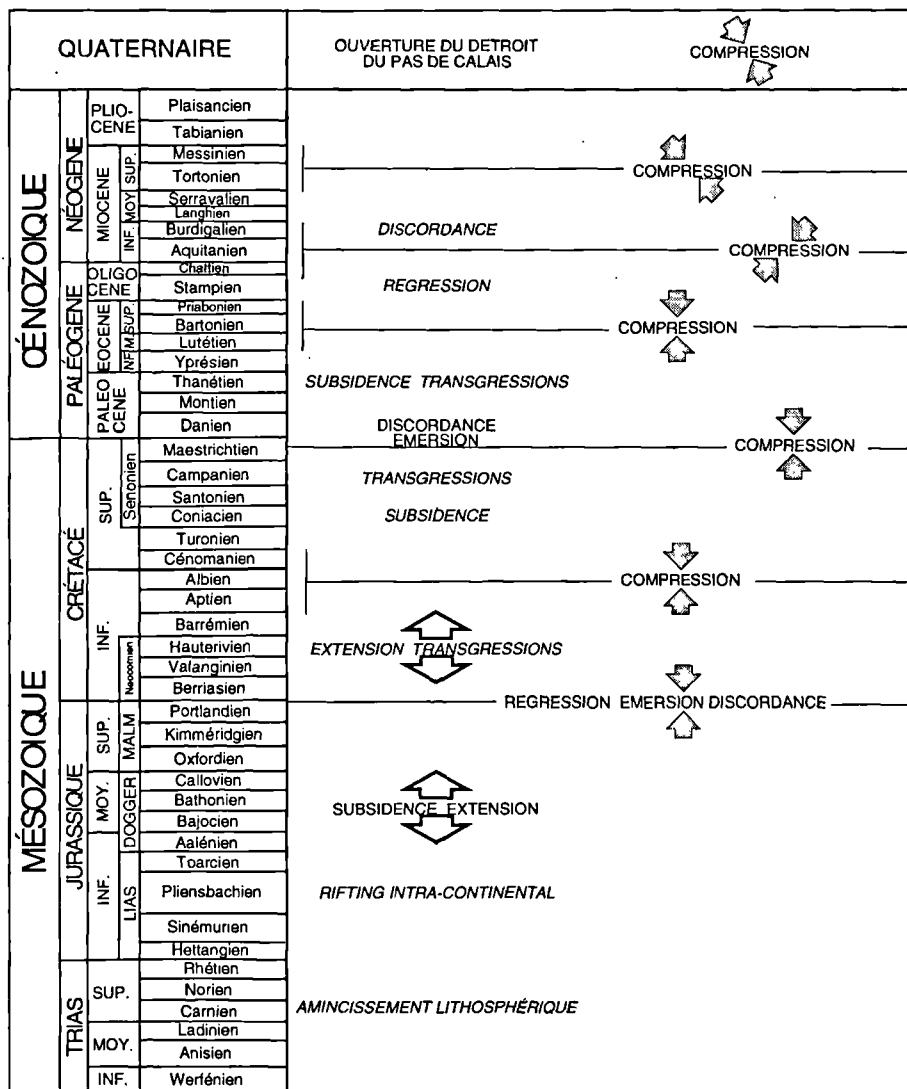 QUATERNAIRE
OUVERTURE DU DETROIT
DU PAS DE CALAIS
COMPRESSION
CÉNOZOIQUE
NÉOGENE
PLIO-
CENE
Plaisancien
Tabianien
MIOCENE
SUP.
Messinien
Tortonien
COMPRESSION
MOY
Serravalien
Langhien
INF.
Burdigalien
DISCORDANCE
Aquitanien
COMPRESSION
PALÉOGENE
OLIGO
CENE
Chattien
Stampien
REGRESSION
EOCENE
SUP.
Priabonien
Bartonien
COMPRESSION
M.
Lutétien
INF
Yprésien
PALEO
CENE
Thanétien
SUBSIDENCE TRANSGRESSIONS
Montien
Danien
DISCORDANCE
EMERSION
MÉSOZOIQUE
CRÉTACÉ
SUP.
Senonien
Maestrichtien
COMPRESSION
Campanien
TRANSGRESSIONS
Santonien
Coniacien
SUBSIDENCE
Turonien
Cénomanien
INF.
Albien
COMPRESSION
Aptien
Barrémien
Neocomien
Hauterivien
EXTENSION TRANSGRESSIONS
Valanginien
Berriasien
REGRESSION EMERSION DISCORDANCE
JURASSIQUE
SUP.
MALM
Portlandien
Kimméridgien
Oxfordien
MOY.
DOGGER
Callovien
Bathonien
SUBSIDENCE EXTENSION
Bajocien
Aalénien
INF.
LIAS
Toarcien
Pliensbachien
RIFTING INTRA-CONTINENTAL
Sinémurien
Hettangien
TRIAS
SUP.
Rhétien
Norien
AMINCISSEMENT LITHOSPHÉRIQUE
Carnien
MOY.
Ladinien
Anisien
INF.
Werfénien